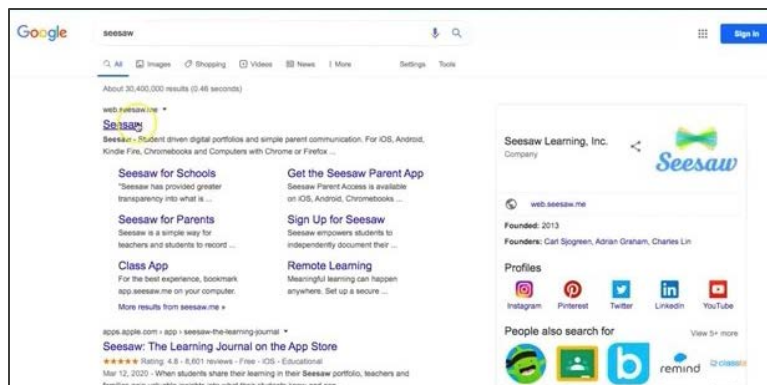 Google
seesaw
Sign in
All Images Shopping Videos News More Settings Tools
About 30,400,000 results (0.46 seconds)
web.seesaw.me
Seesaw
Seesaw - Student driven digital portfolios and simple parent communication. For iOS, Android,
Kindle Fire, Chromebooks and Computers with Chrome or Firefox ...
Seesaw for Schools
"Seesaw has provided greater
transparency into what is ...
Get the Seesaw Parent App
Seesaw Parent Access is available
on iOS, Android, Chromebooks ...
Seesaw for Parents
Seesaw is a simple way for
teachers and students to record ...
Sign Up for Seesaw
Seesaw empowers students to
independently document their ...
Class App
For the best experience, bookmark
app.seesaw.me on your computer.
Remote Learning
Meaningful learning can happen
anywhere. Set up a secure ...
More results from seesaw.me »
apps.apple.com › app › seesaw-the-learning-journal
Seesaw: The Learning Journal on the App Store
Rating: 4.8 - 8,601 reviews - Free - iOS - Educational
Mar 12, 2020 - When students share their learning in their Seesaw portfolio, teachers and
Seesaw Learning, Inc.
Company
Seesaw
web.seesaw.me
Founded: 2013
Founders: Carl Sjogreen, Adrian Graham, Charles Lin
Profiles
Instagram Pinterest Twitter LinkedIn YouTube
People also search for
View 5+ more
b
remind